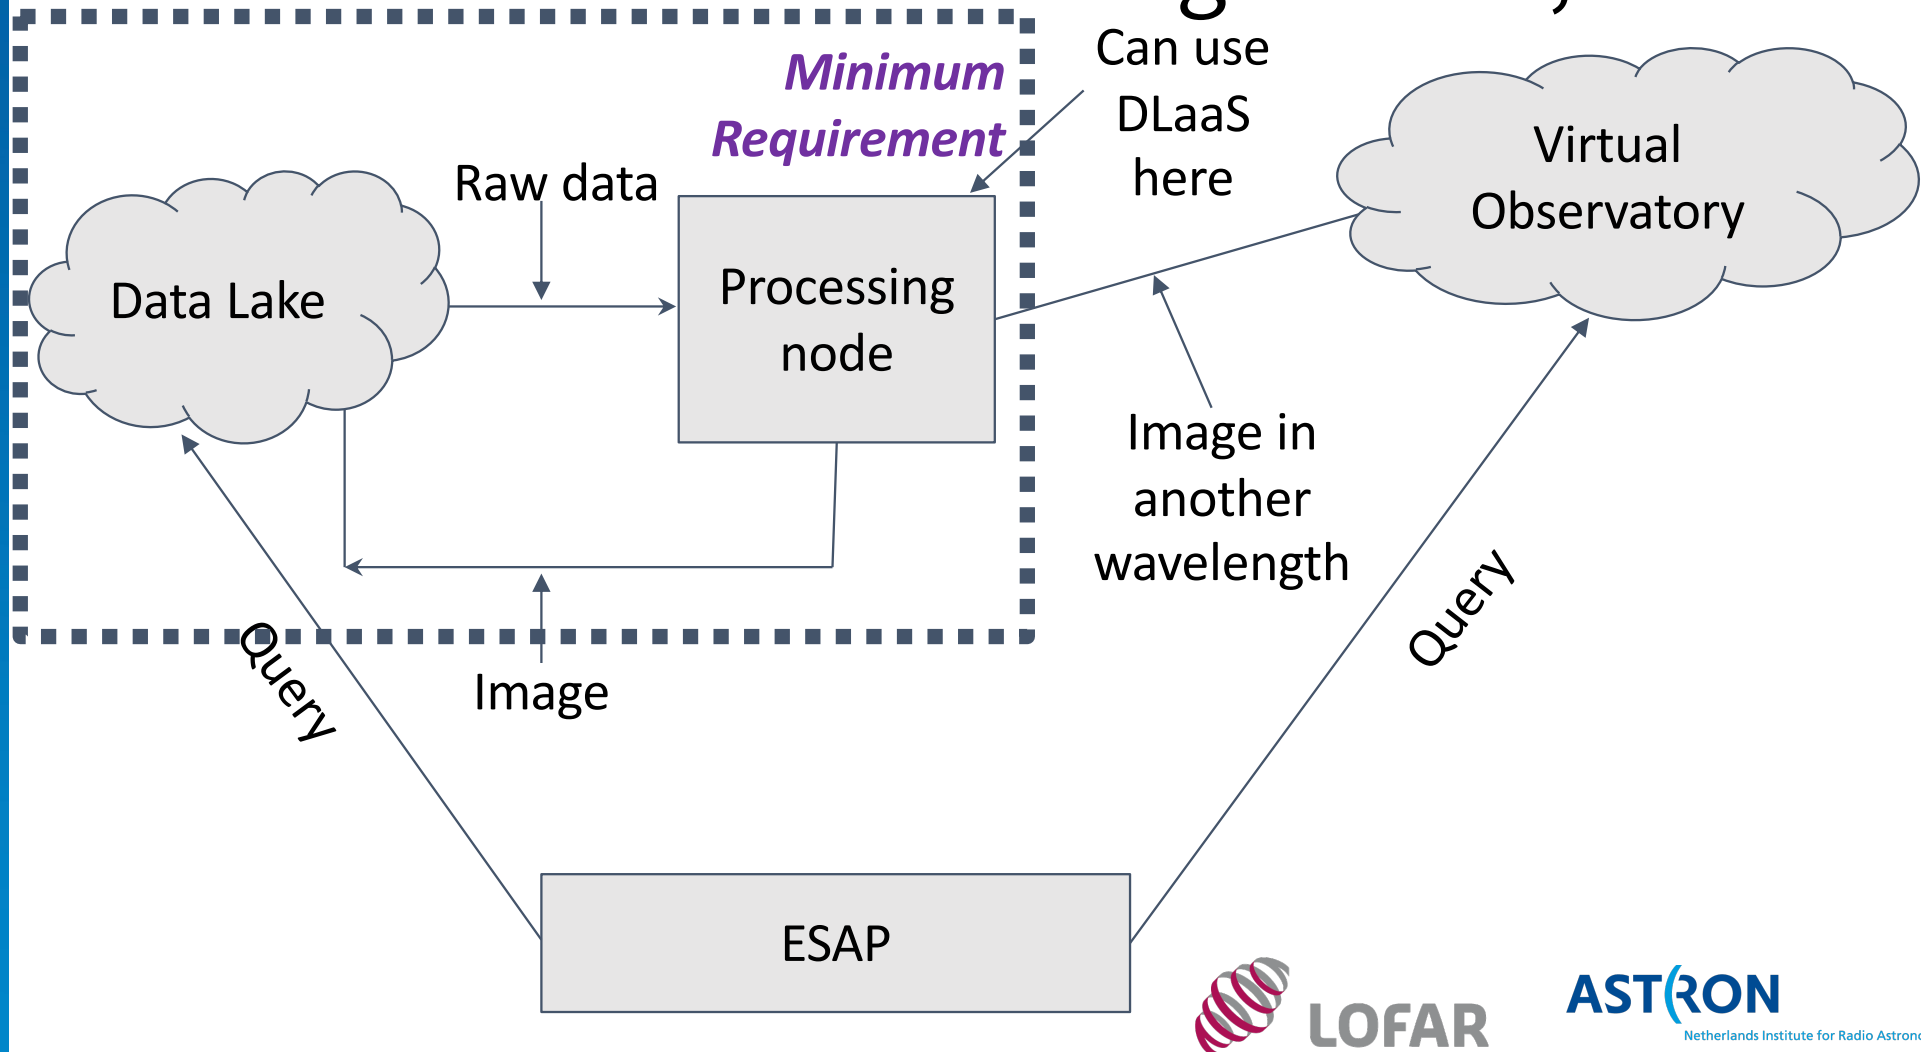 Can use
DLaaS
here
Minimum
Requirement
Raw data
Virtual
Observatory
Data Lake
Processing
node
Image in
another
wavelength
Query
Query
Image
ESAP
LOFAR
ASTRON
Netherlands Institute for Radio